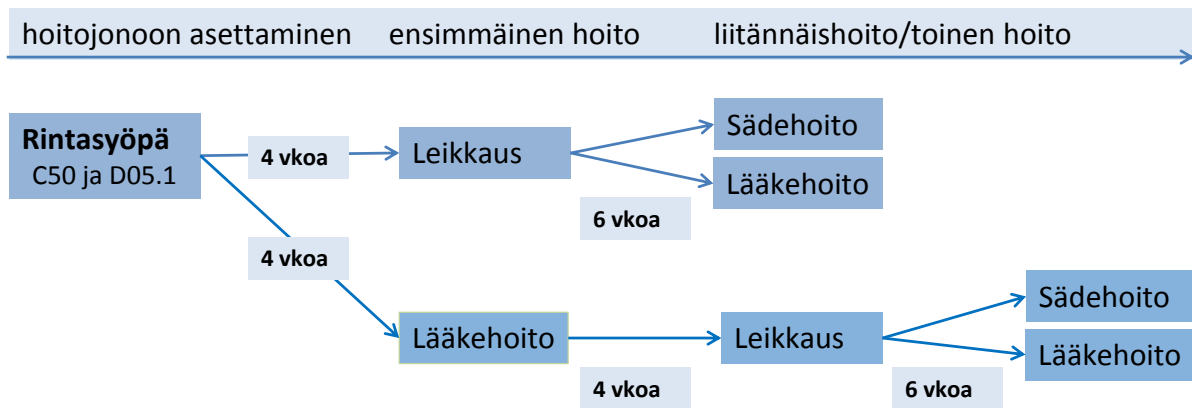 hoitojonoon asettaminen ensimmäinen hoito liitännäishoito/toinen hoito
Rintasyöpä
C50 ja D05.1
4 vkoa
Leikkaus
Sädehoito
Lääkehoito
6 vkoa
4 vkoa
Lääkehoito
4 vkoa
Leikkaus
6 vkoa
Sädehoito
Lääkehoito